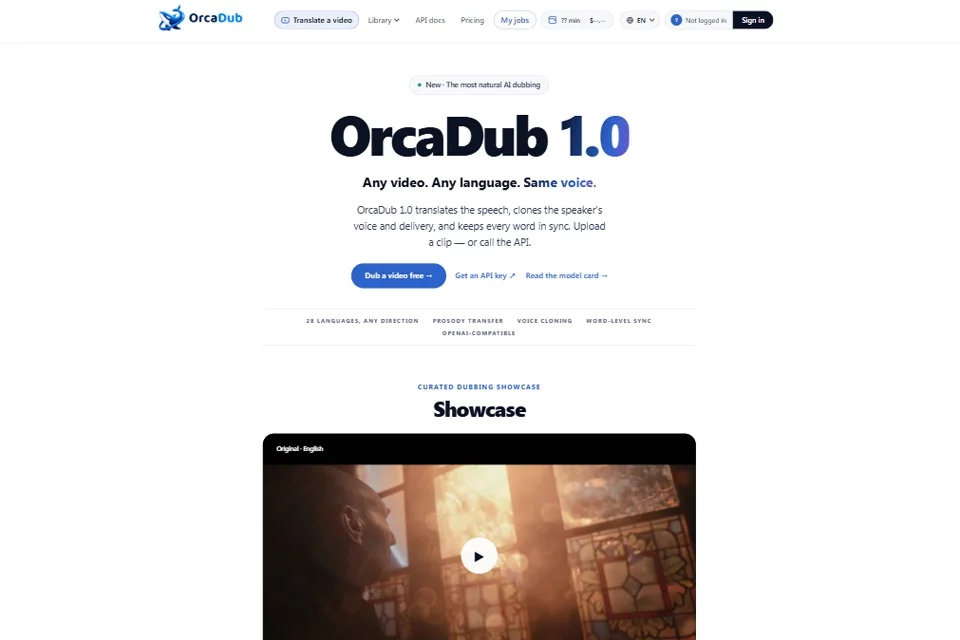 OrcaDub
Translate a video
Library
API docs
Pricing
My jobs
?? min $--.--
EN
? Not logged in
Sign in
New · The most natural AI dubbing
OrcaDub 1.0
Any video. Any language. Same voice.
OrcaDub 1.0 translates the speech, clones the speaker's
voice and delivery, and keeps every word in sync. Upload
a clip — or call the API.
Dub a video free →
Get an API key ↗
Read the model card →
28 LANGUAGES, ANY DIRECTION PROSODY TRANSFER VOICE CLONING WORD-LEVEL SYNC
OPENAI-COMPATIBLE
CURATED DUBBING SHOWCASE
Showcase
Original · English